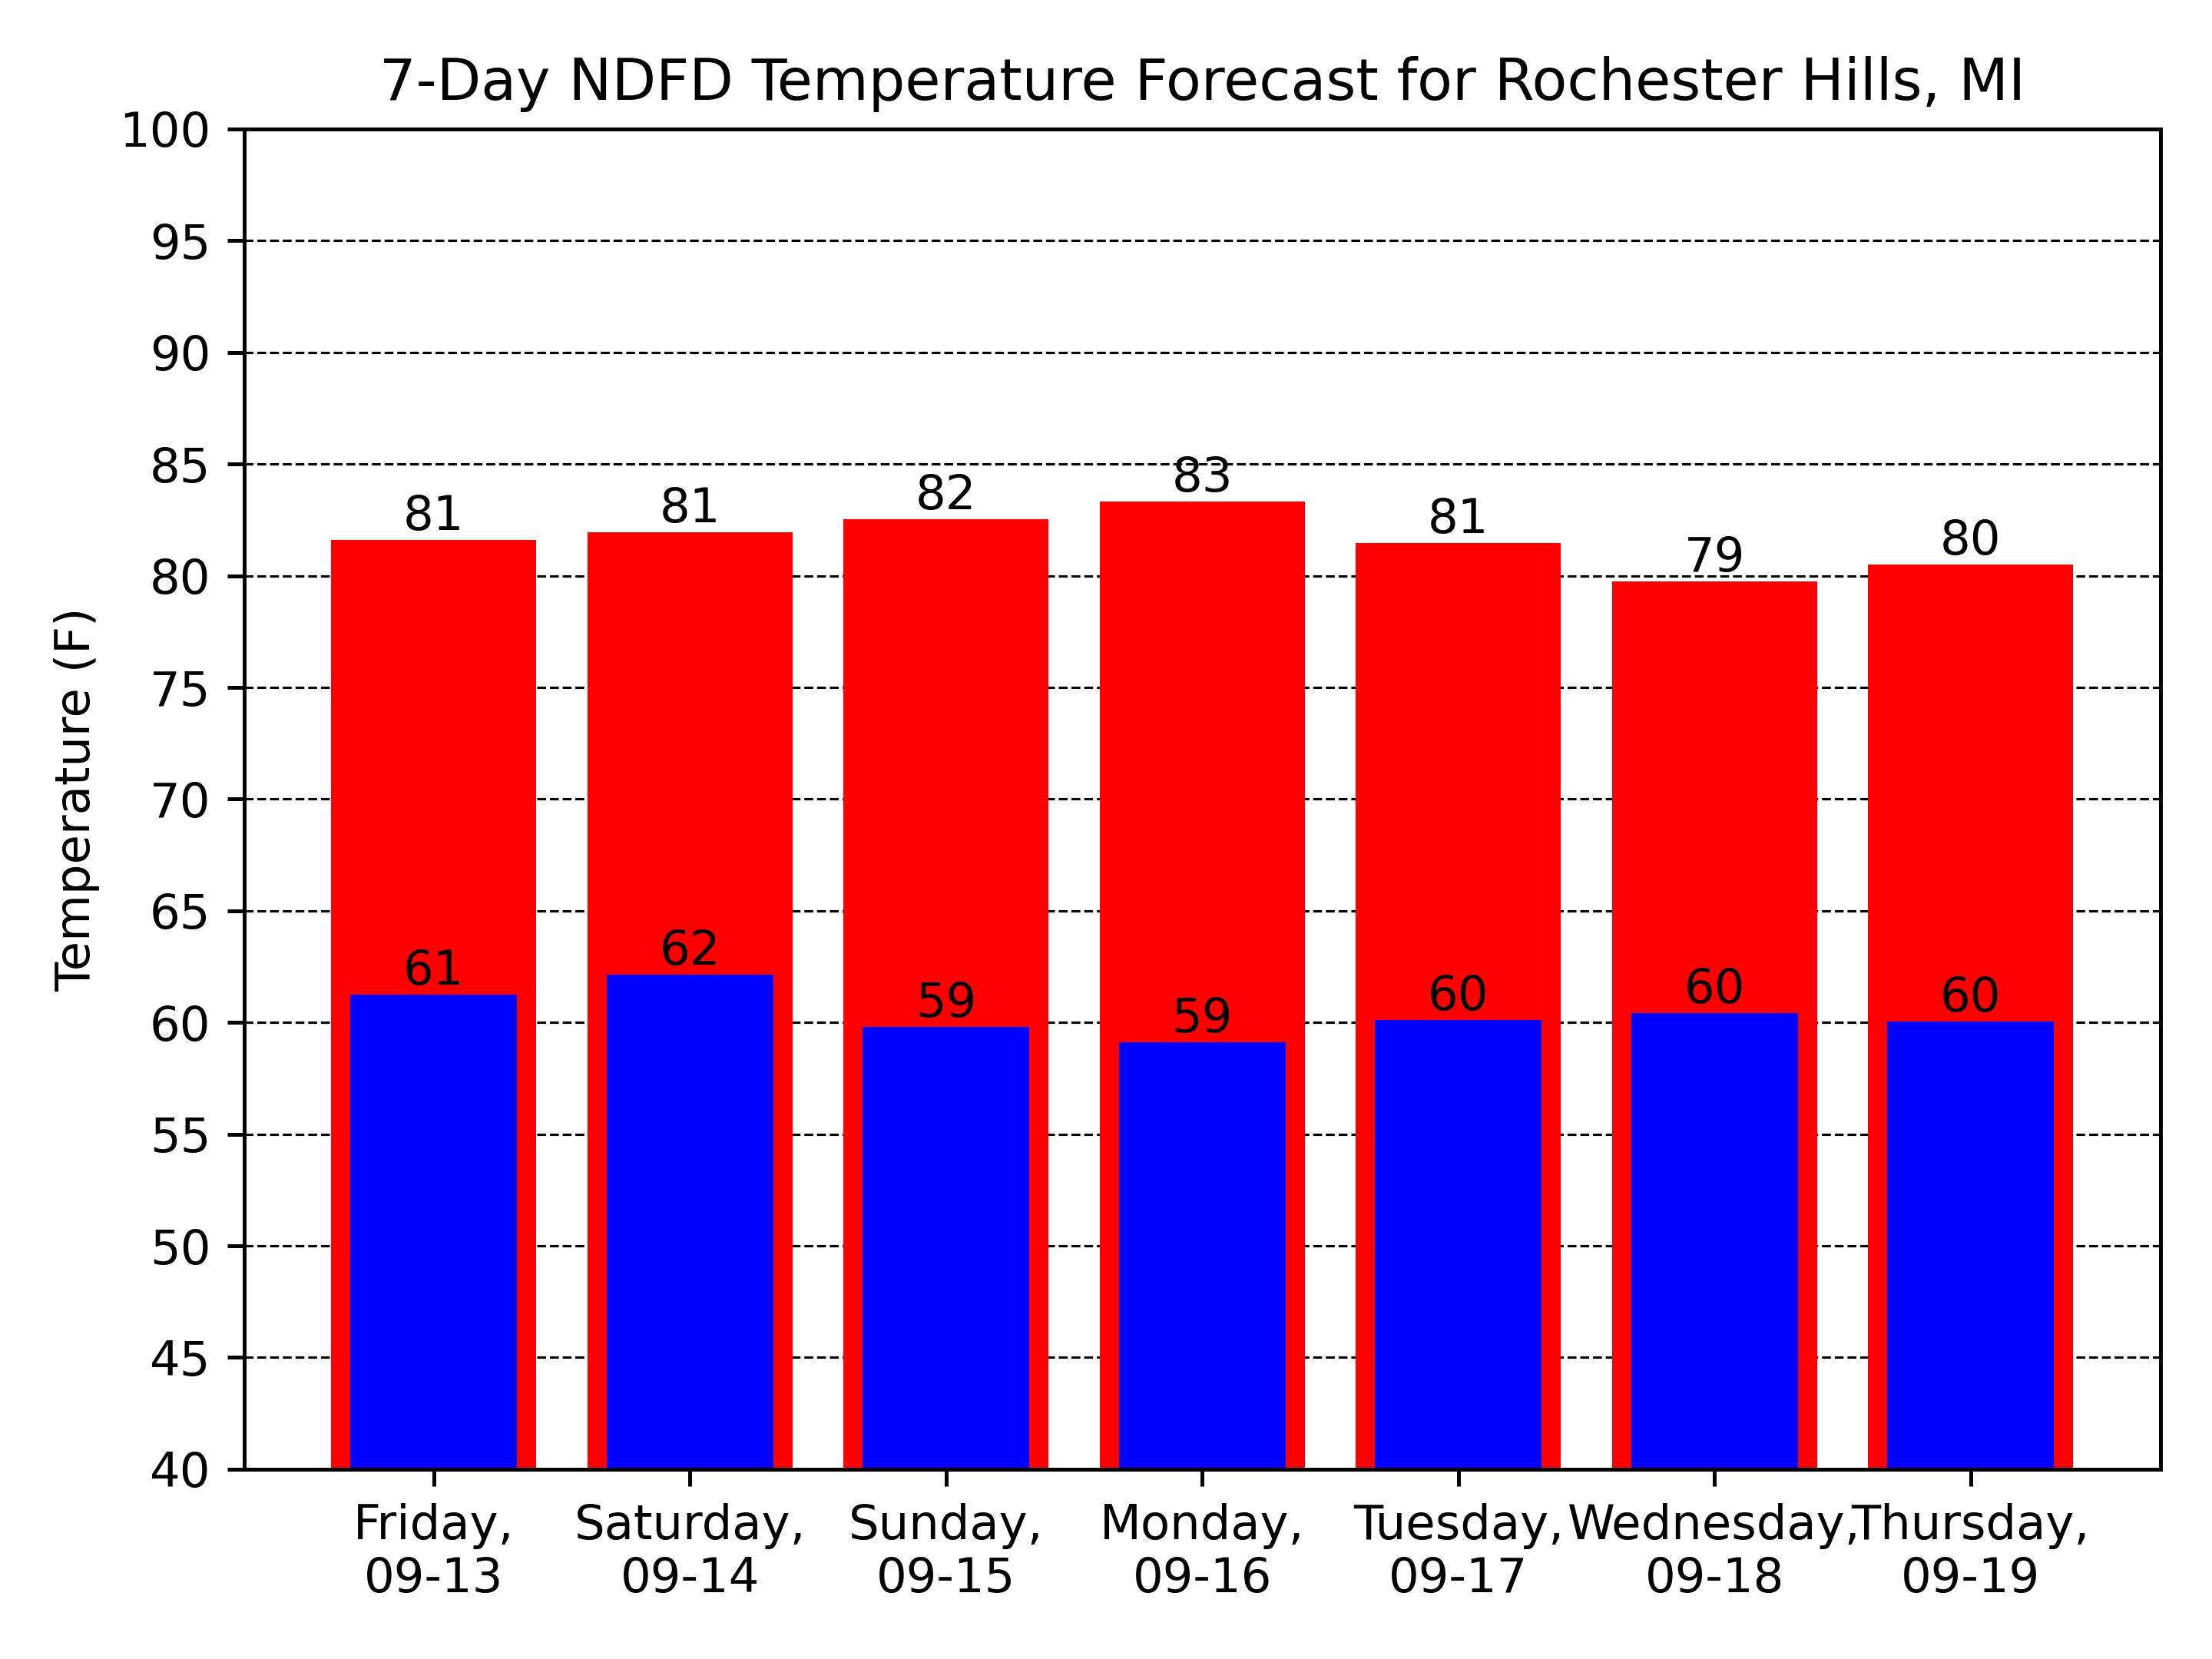 7-Day NDFD Temperature Forecast for Rochester Hills, MI
100
95
90
85
80
75
70
65
60
55
50
45
40
Temperature (F)
81 81 82 83 81 79 80
61 62 59 59 60 60 60
Friday, Saturday, Sunday, Monday, Tuesday, Wednesday, Thursday,
09-13 09-14 09-15 09-16 09-17 09-18 09-19